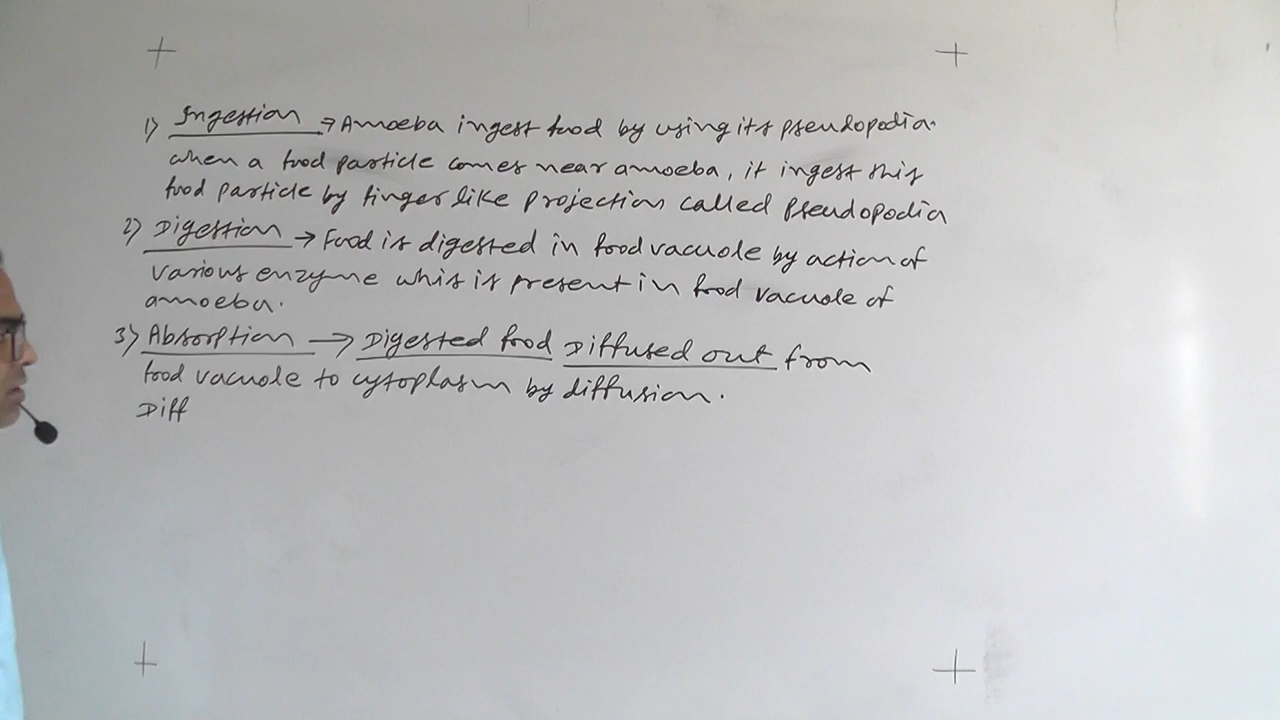 1) Ingestion → Amoeba ingest food by using its pseudopodia.
when a food particle comes near amoeba, it ingest this
food particle by finger like projection called Pseudopodia
2) Digestion → Food is digested in food vacuole by action of
various enzyme whis is present in food vacuole of
amoeba.
3) Absorption → Digested food Diffused out from
food vacuole to cytoplasm by diffusion.
Diff